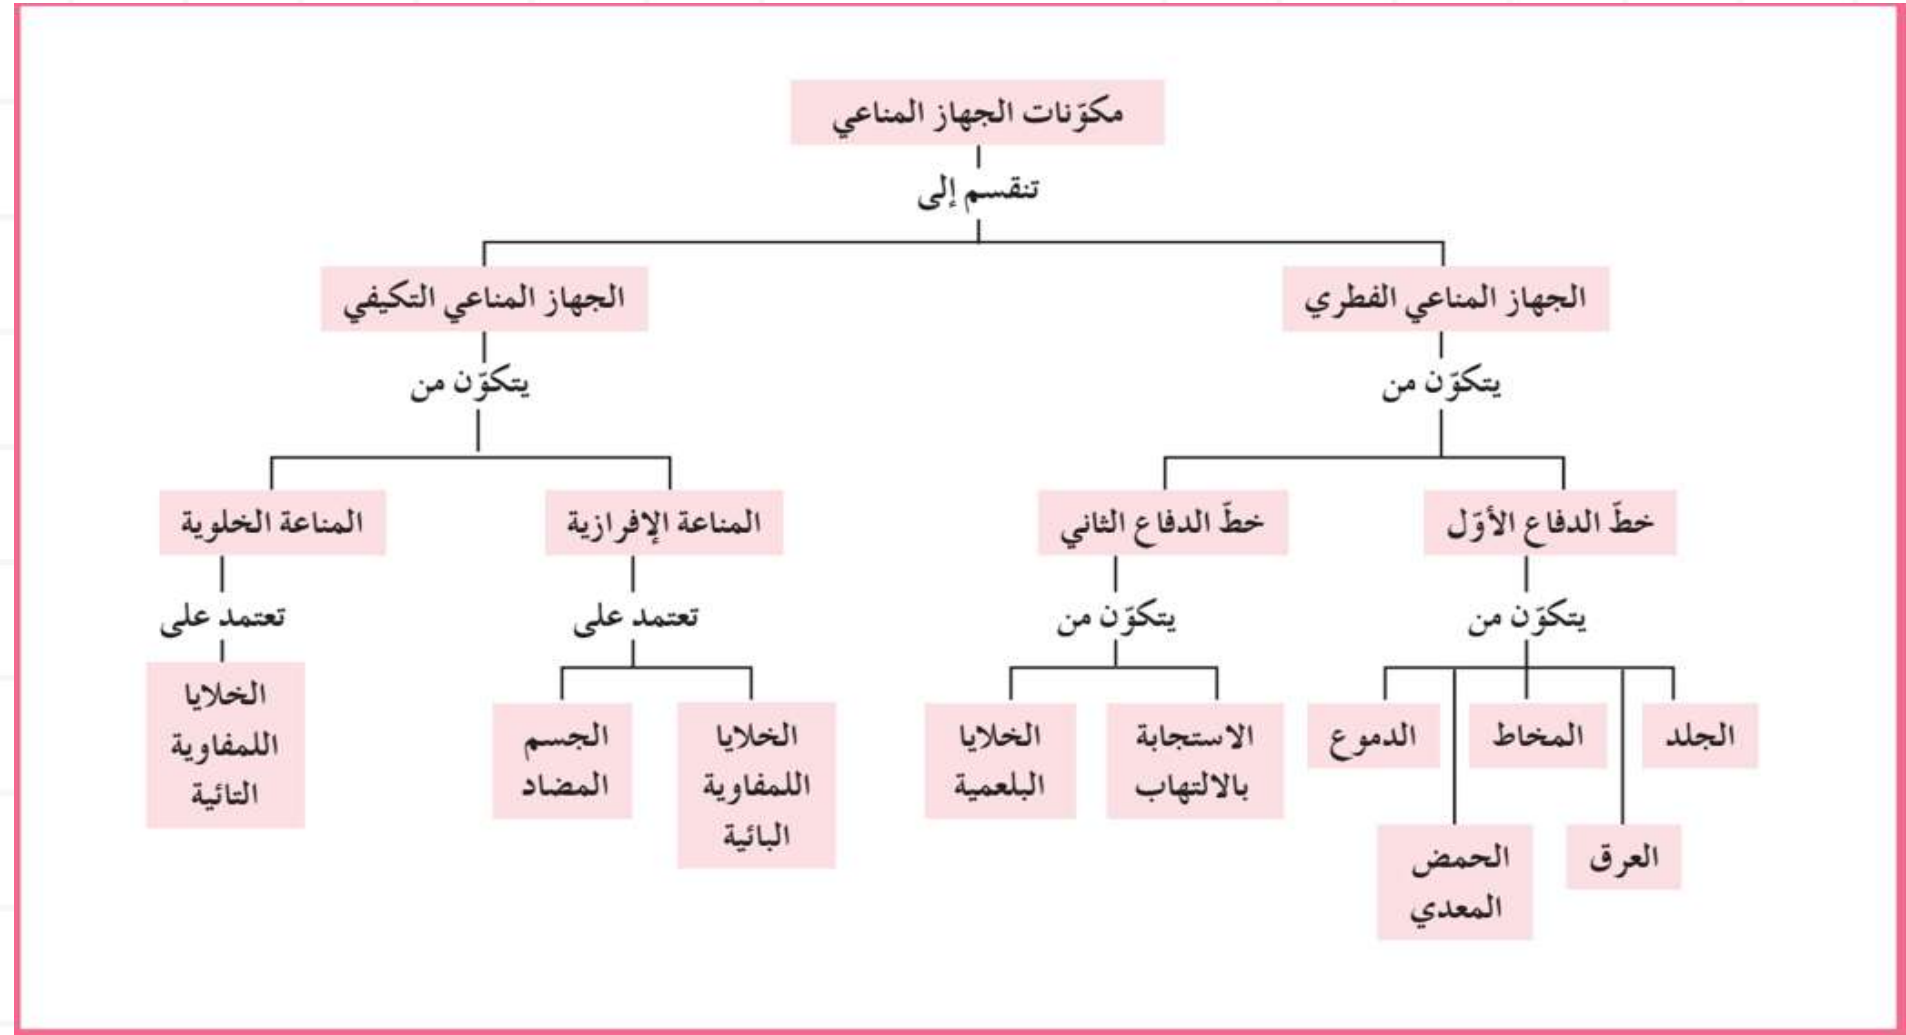 مكوّنات الجهاز المناعي
تنقسم إلى
الجهاز المناعي الفطري
الجهاز المناعي التكيفي
يتكوّن من
يتكوّن من
خطّ الدفاع الأوّل
خطّ الدفاع الثاني
المناعة الإفرازية
المناعة الخلوية
يتكوّن من
يتكوّن من
تعتمد على
تعتمد على
الجلد
المخاط
الدموع
العرق
الحمض
المعدي
الاستجابة
بالالتهاب
الخلايا
البلعمية
الخلايا
اللمفاوية
البائية
الجسم
المضاد
الخلايا
اللمفاوية
التائية